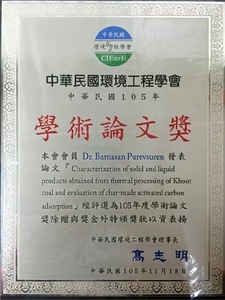 中華民國
環境工程學會
CIEnvE
中華民國環境工程學會
中華民國105年
學術論文獎
本會會員 Dr. Barnasan Purevsuren 發表
論文『Characterization of solid and liquid
products obtained from thermal processing of Khoot
coal and evaluation of char-made activated carbon
adsorption』經評選為105年度學術論文
獎除贈與獎金外特頒獎狀以資表揚
中華民國環境工程學會理事長
高志明
中華民國105年11月18日